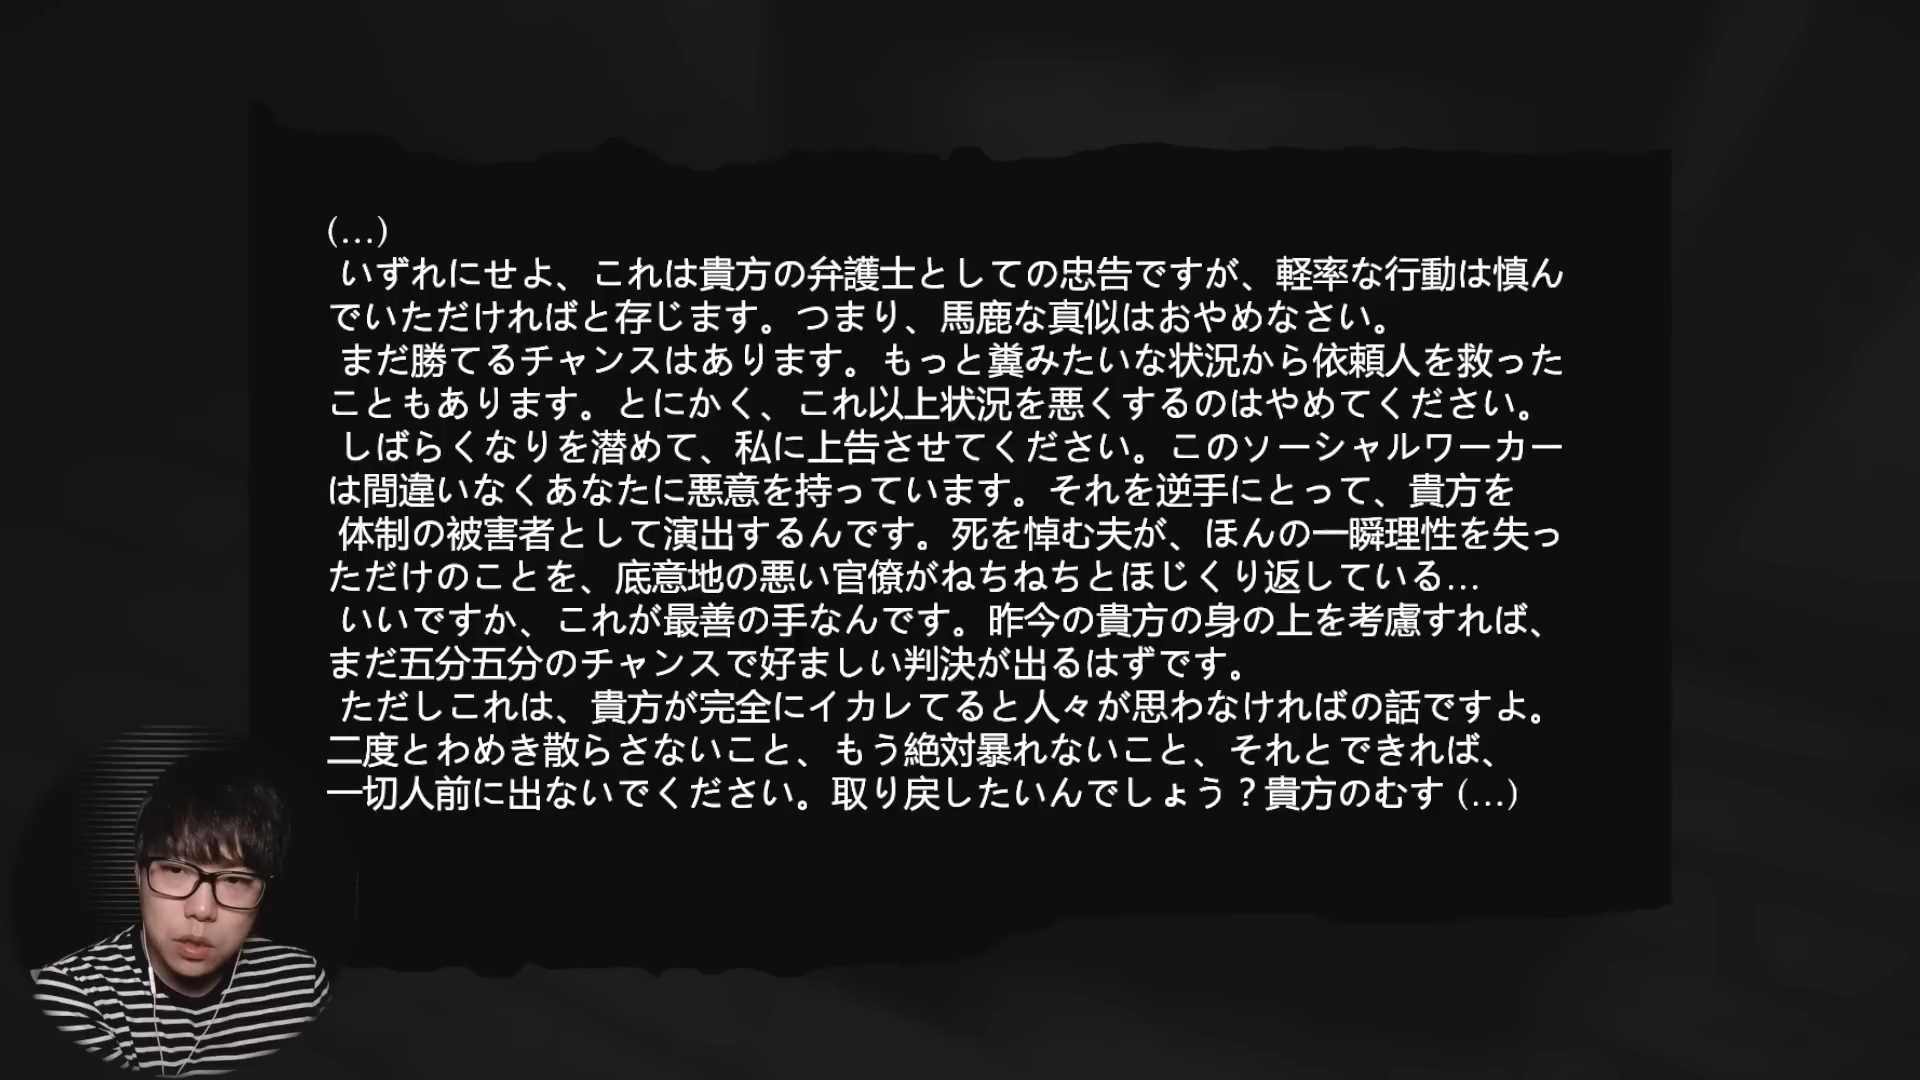 (…)
いずれにせよ、これは貴方の弁護士としての忠告ですが、軽率な行動は慎ん
でいただければと存じます。つまり、馬鹿な真似はおやめなさい。
まだ勝てるチャンスはあります。もっと糞みたいな状況から依頼人を救った
こともあります。とにかく、これ以上状況を悪くするのはやめてください。
しばらくなりを潜めて、私に上告させてください。このソーシャルワーカー
は間違いなくあなたに悪意を持っています。それを逆手にとって、貴方を
体制の被害者として演出するんです。死を悼む夫が、ほんの一瞬理性を失っ
ただけのことを、底意地の悪い官僚がねちねちとほじくり返している…
いいですか、これが最善の手なんです。昨今の貴方の身の上を考慮すれば、
まだ五分五分のチャンスで好ましい判決が出るはずです。
ただしこれは、貴方が完全にイカレてると人々が思わなければの話ですよ。
二度とわめき散らさないこと、もう絶対暴れないこと、それとできれば、
一切人前に出ないでください。取り戻したいんでしょう？貴方のむす (…)